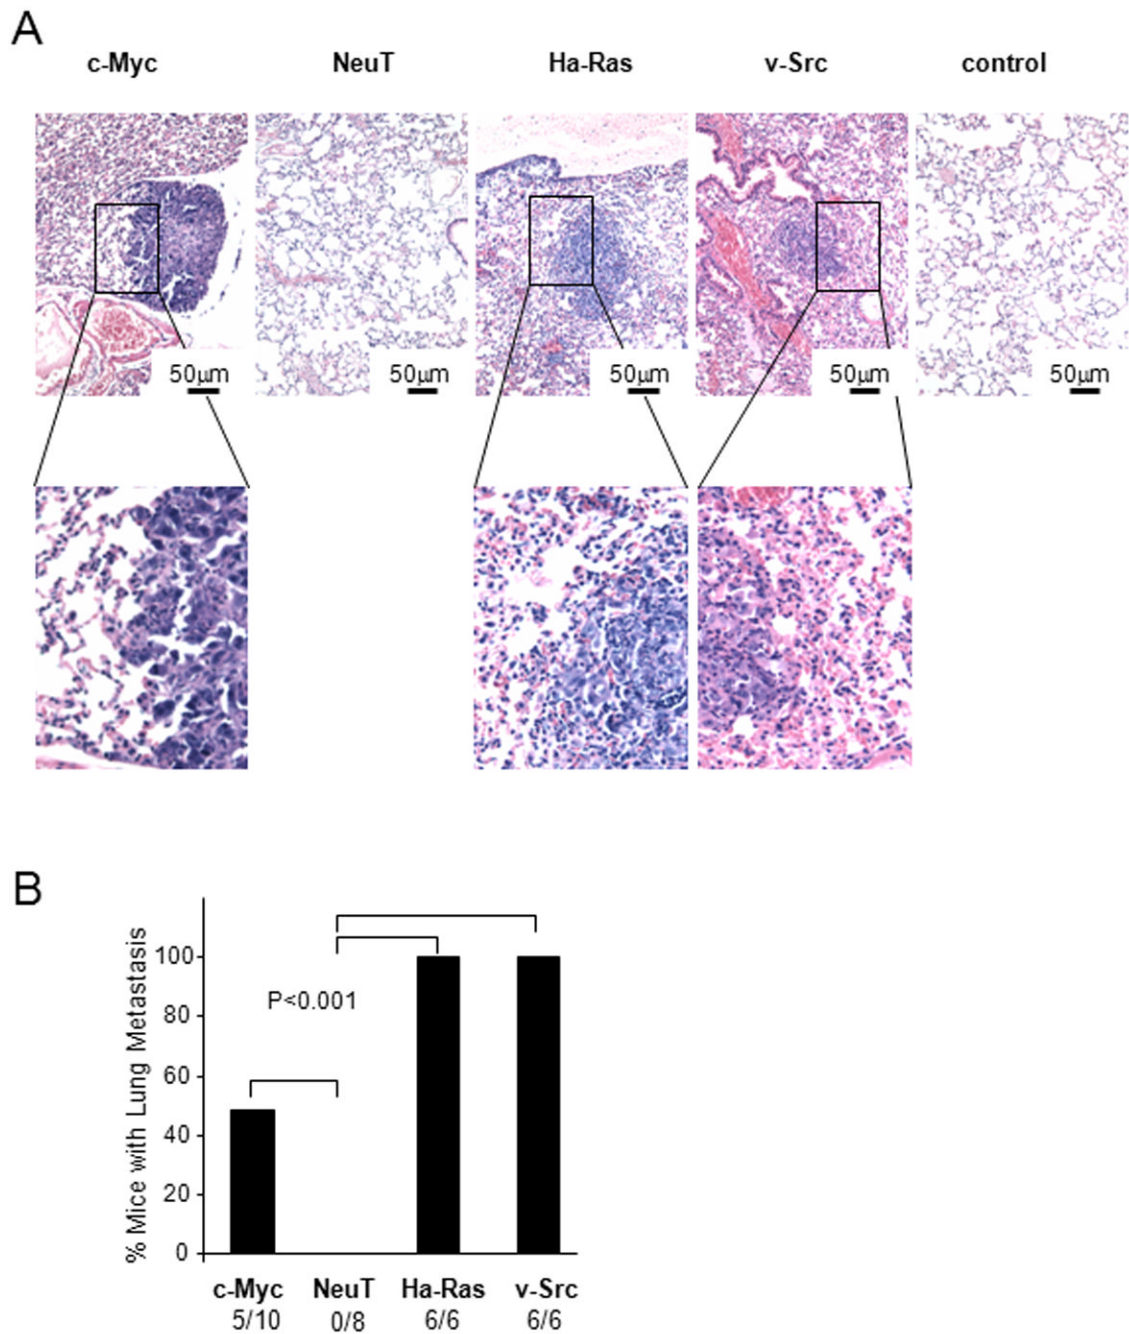 A
c-Myc NeuT Ha-Ras v-Src control
50μm 50μm 50μm 50μm 50μm
B
% Mice with Lung Metastasis
100
80
60
40
20
0
P<0.001
c-Myc NeuT Ha-Ras v-Src
5/10 0/8 6/6 6/6